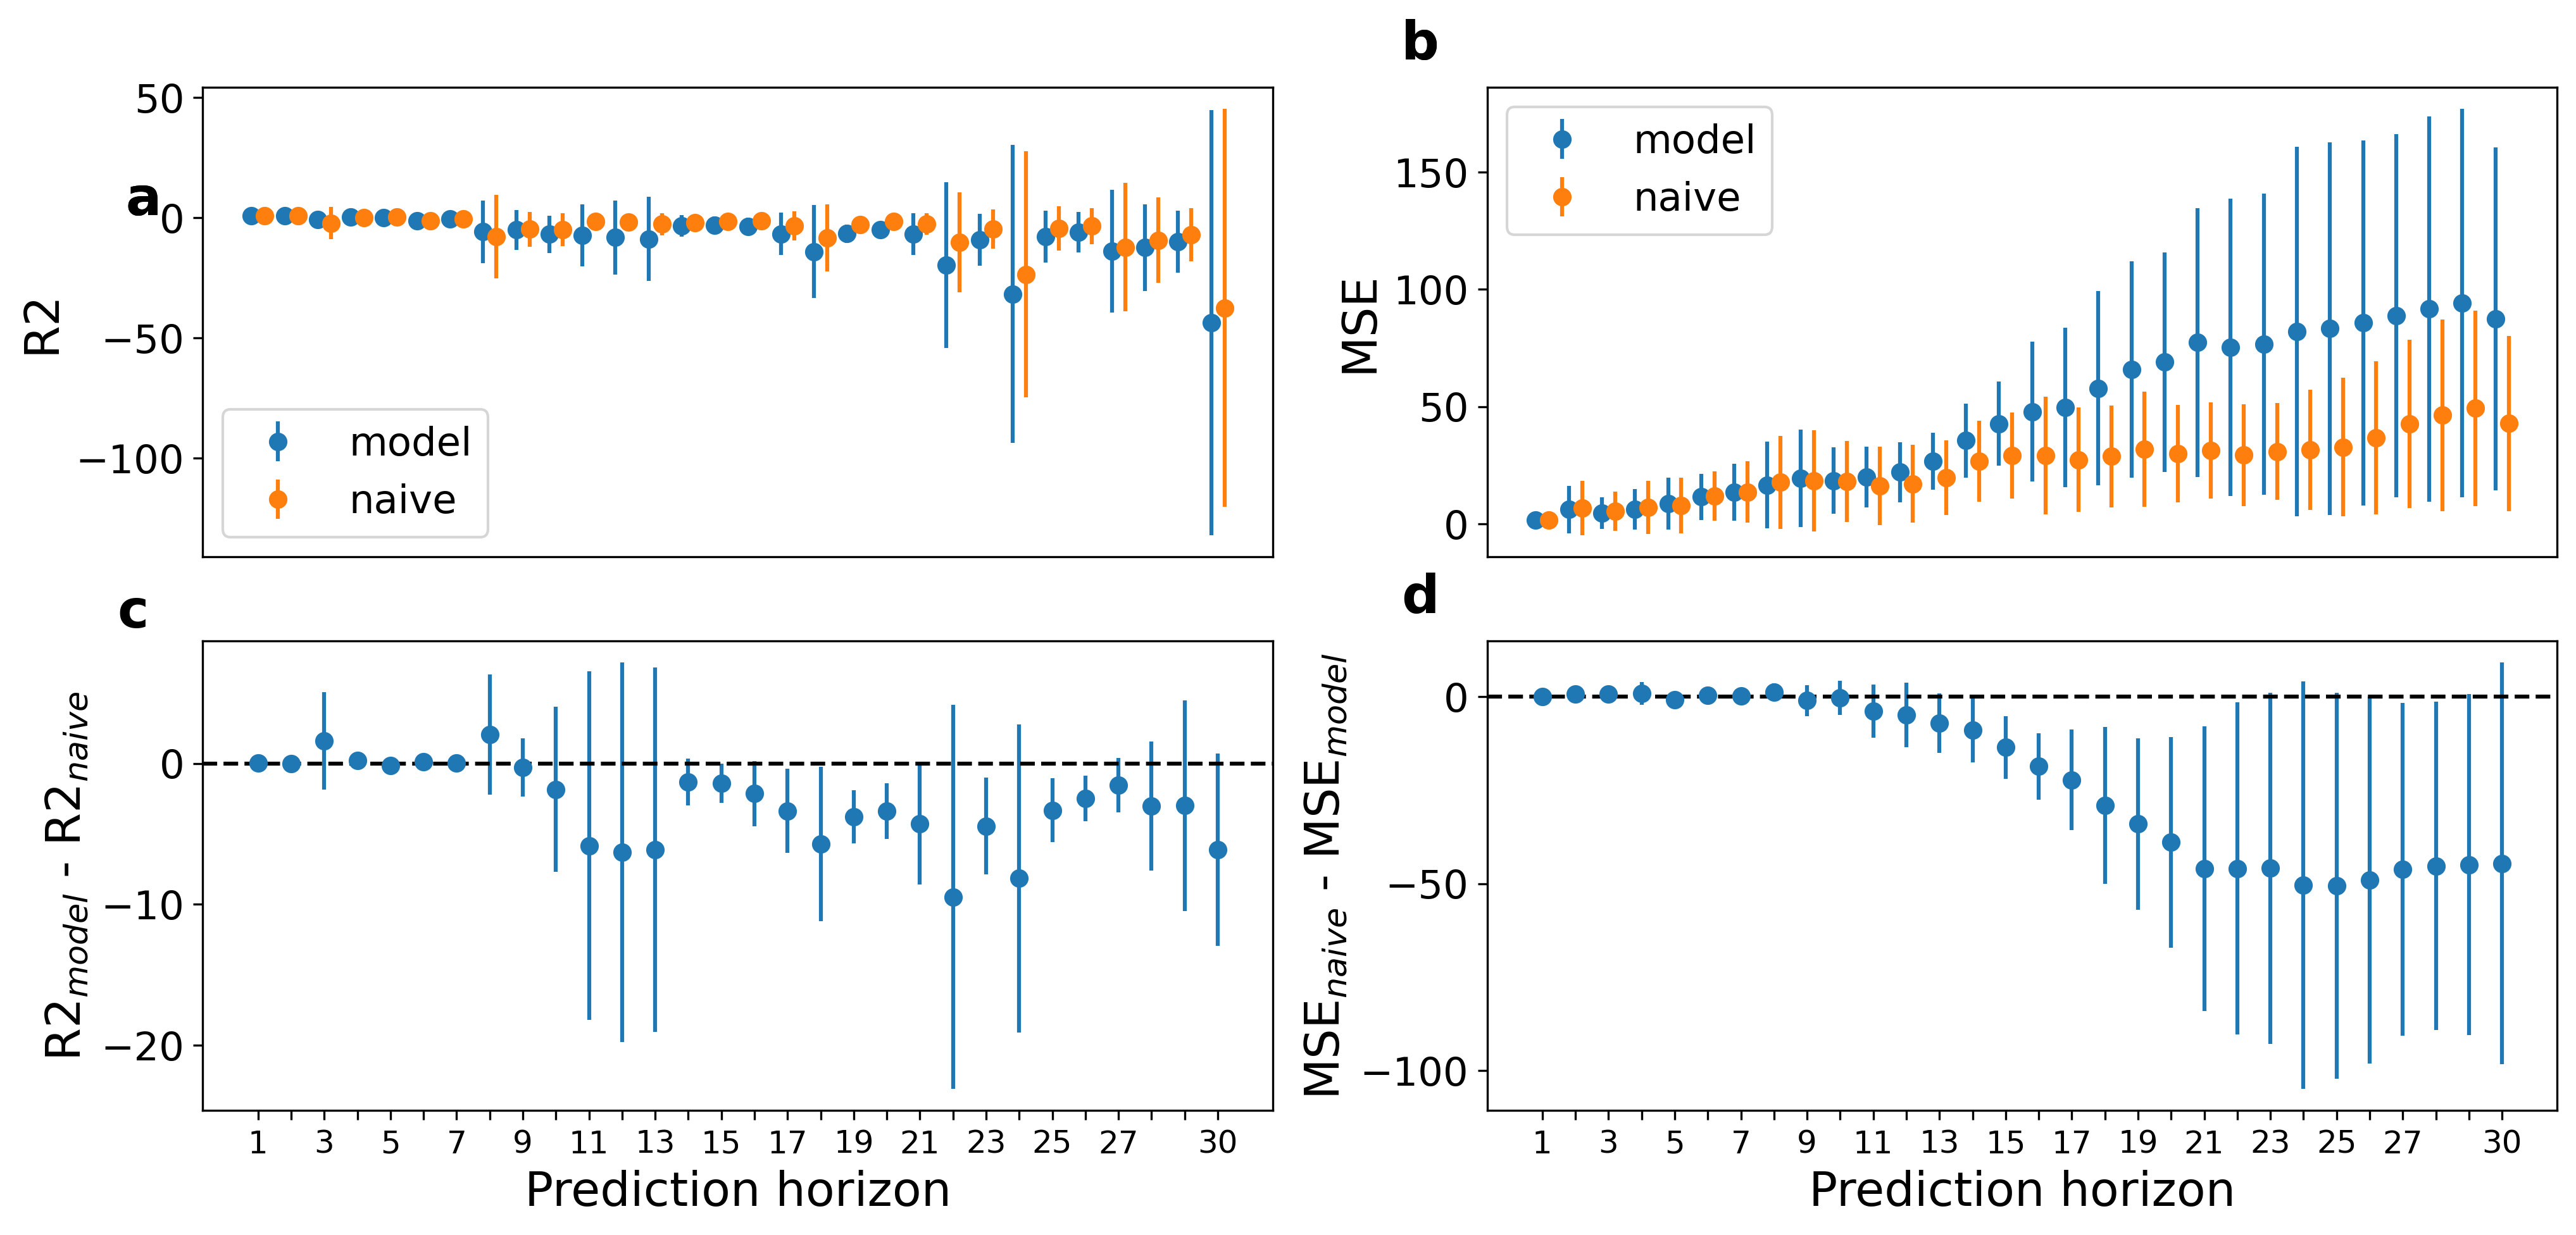 a
50
0
−50
−100
R2
model
naive
b
150
100
50
0
MSE
model
naive
c
0
−10
−20
R2model - R2naive
1 3 5 7 9 11 13 15 17 19 21 23 25 27 30
Prediction horizon
d
0
−50
−100
MSEnaive - MSEmodel
1 3 5 7 9 11 13 15 17 19 21 23 25 27 30
Prediction horizon